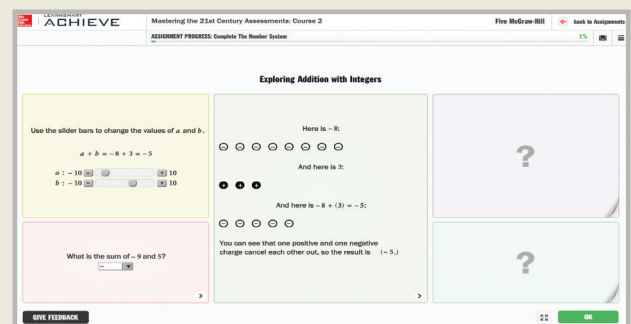 LEARNSMART
ACHIEVE
Mastering the 21st Century Assessments: Course 2
Five McGraw-Hill
back to Assignments
ASSIGNMENT PROGRESS: Complete The Number System
1%
Exploring Addition with Integers
Use the slider bars to change the values of a and b.
a + b = −8 + 3 = −5
a : − 10 − + 10
b : − 10 − + 10
What is the sum of − 9 and 5?
−
Here is − 8:
− − − − − − − −
And here is 3:
+ + +
And here is − 8 + (3) = − 5:
− − − − −
You can see that one positive and one negative
charge cancel each other out, so the result is (−5.)
?
?
GIVE FEEDBACK
OK